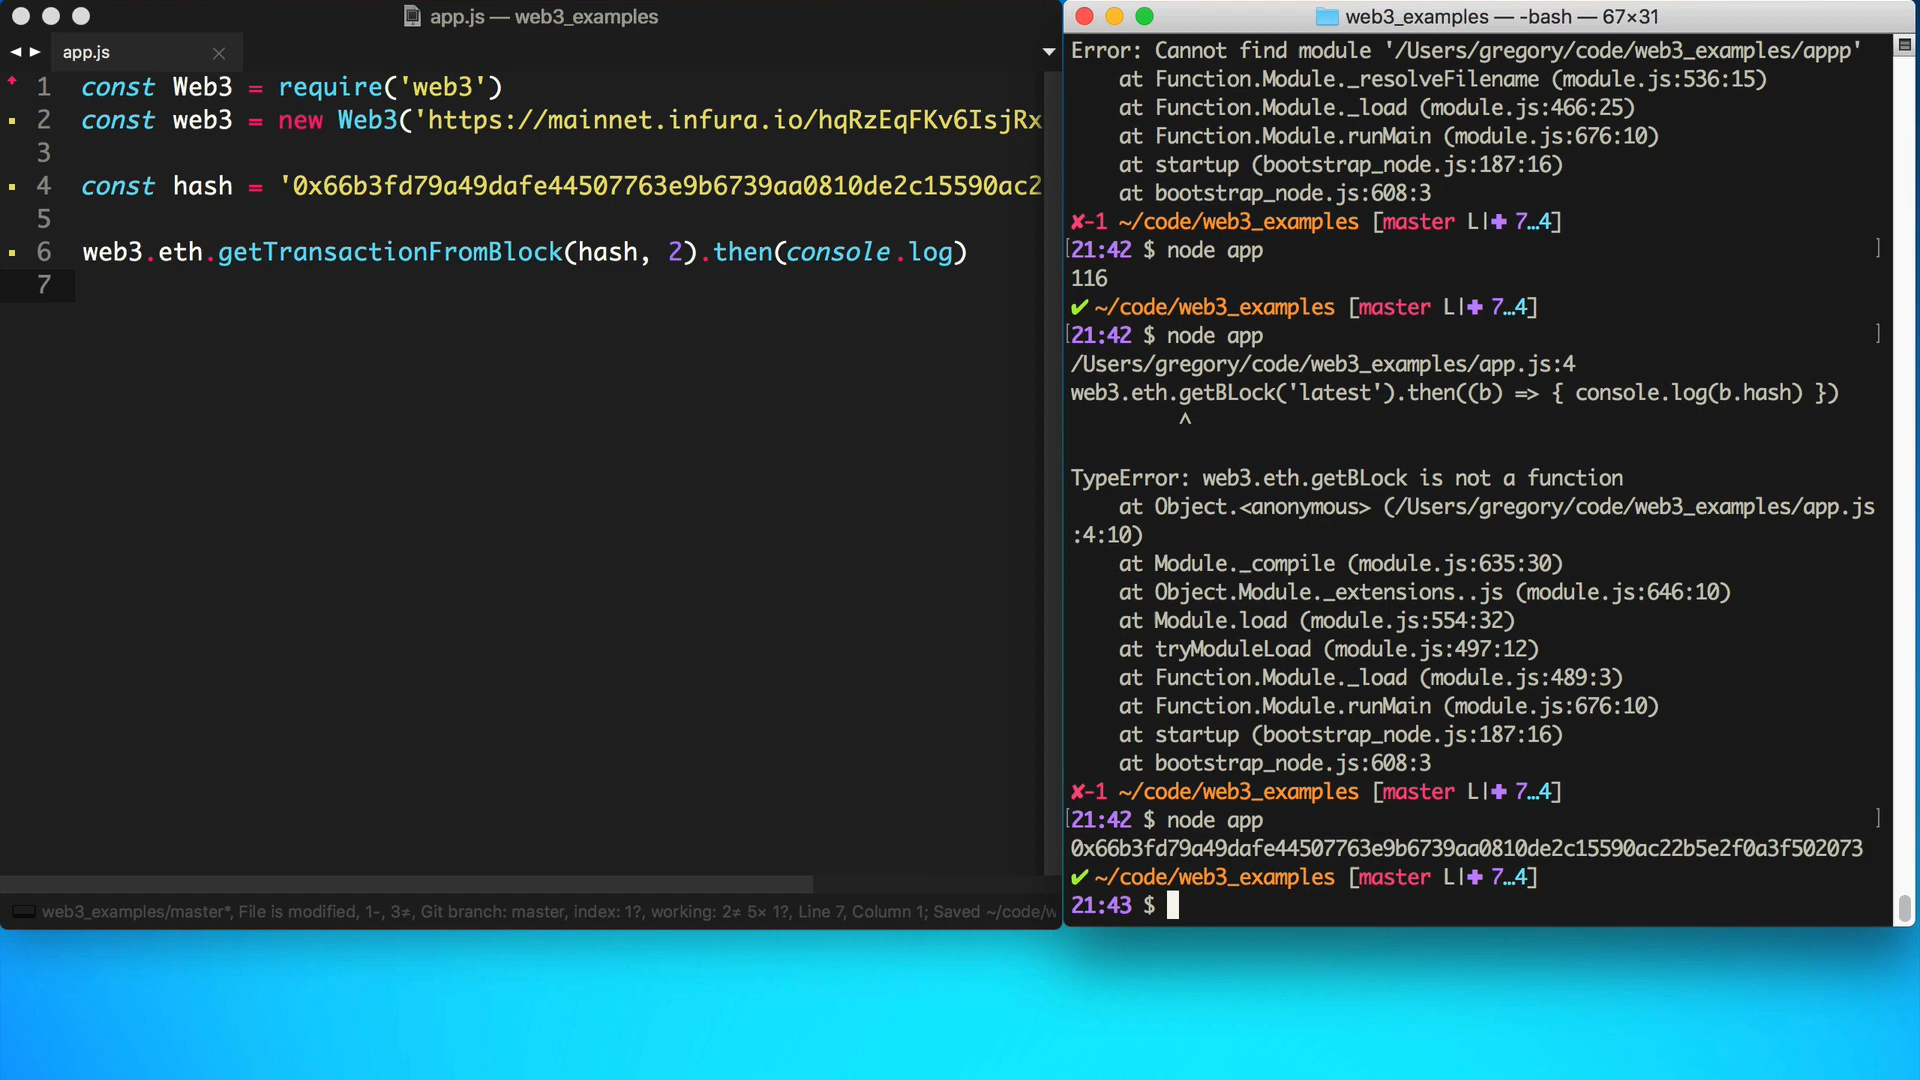 app.js — web3_examples
app.js
1 const Web3 = require('web3')
2 const web3 = new Web3('https://mainnet.infura.io/hqRzEqFKv6IsjRx
3
4 const hash = '0x66b3fd79a49dafe44507763e9b6739aa0810de2c15590ac2
5
6 web3.eth.getTransactionFromBlock(hash, 2).then(console.log)
7
web3_examples/master*, File is modified, 1-, 3≠, Git branch: master, index: 1?, working: 2≠ 5× 1?, Line 7, Column 1; Saved ~/code/w
web3_examples — -bash — 67×31
Error: Cannot find module '/Users/gregory/code/web3_examples/appp'
at Function.Module._resolveFilename (module.js:536:15)
at Function.Module._load (module.js:466:25)
at Function.Module.runMain (module.js:676:10)
at startup (bootstrap_node.js:187:16)
at bootstrap_node.js:608:3
✘-1 ~/code/web3_examples [master L|✚ 7…4]
[21:42 $ node app ]
116
✔ ~/code/web3_examples [master L|✚ 7…4]
[21:42 $ node app ]
/Users/gregory/code/web3_examples/app.js:4
web3.eth.getBLock('latest').then((b) => { console.log(b.hash) })
^
TypeError: web3.eth.getBLock is not a function
at Object.<anonymous> (/Users/gregory/code/web3_examples/app.js
:4:10)
at Module._compile (module.js:635:30)
at Object.Module._extensions..js (module.js:646:10)
at Module.load (module.js:554:32)
at tryModuleLoad (module.js:497:12)
at Function.Module._load (module.js:489:3)
at Function.Module.runMain (module.js:676:10)
at startup (bootstrap_node.js:187:16)
at bootstrap_node.js:608:3
✘-1 ~/code/web3_examples [master L|✚ 7…4]
[21:42 $ node app ]
0x66b3fd79a49dafe44507763e9b6739aa0810de2c15590ac22b5e2f0a3f502073
✔ ~/code/web3_examples [master L|✚ 7…4]
21:43 $